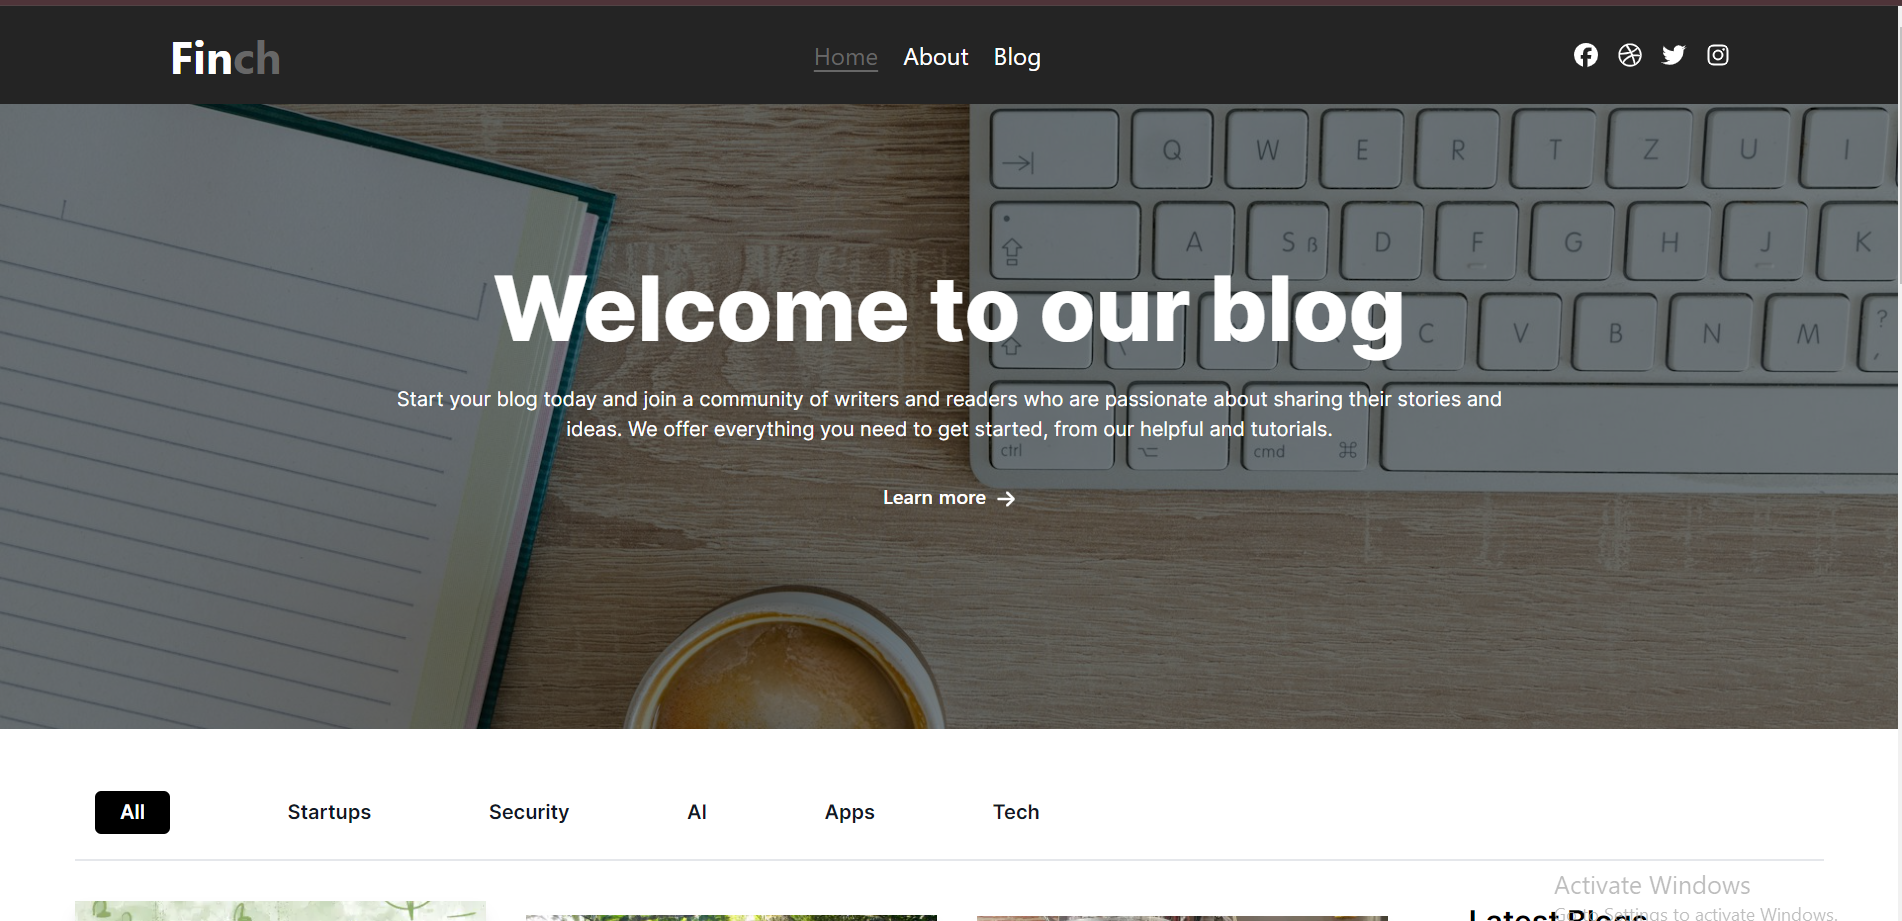 Finch
Home About Blog
Q W E R T Z U I
A S ß D F G H J K
Welcome to our blog
C V B N M ? ,
Start your blog today and join a community of writers and readers who are passionate about sharing their stories and
ideas. We offer everything you need to get started, from our helpful and tutorials.
ctrl cmd ⌘
Learn more →
All Startups Security AI Apps Tech
Activate Windows
Latest Blogs
Go to Settings to activate Windows.